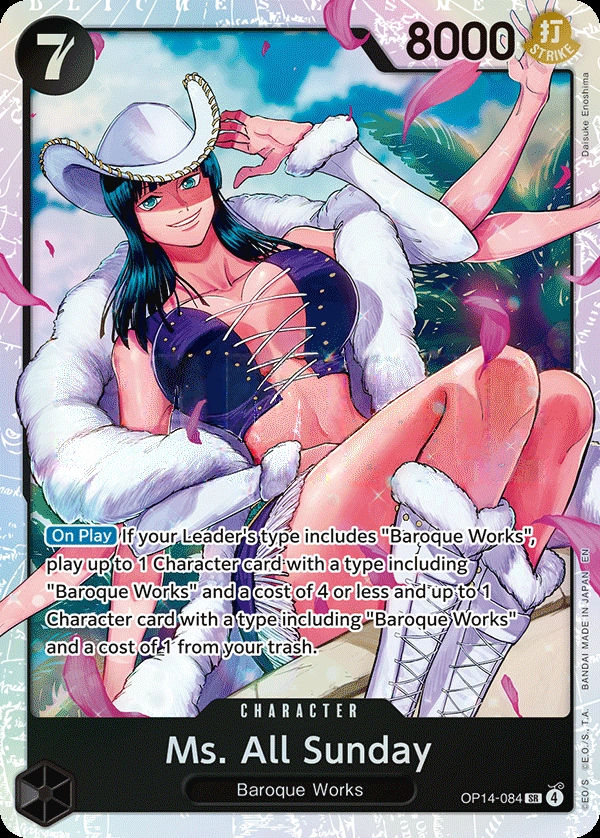 7
8000
打
STRIKE
Daisuke Enoshima
On Play If your Leader's type includes "Baroque Works",
play up to 1 Character card with a type including
"Baroque Works" and a cost of 4 or less and up to 1
Character card with a type including "Baroque Works"
and a cost of 1 from your trash.
CHARACTER
Ms. All Sunday
Baroque Works
OP14-084 SR 4
©EO/S ©E.O./S, T.A. BANDAI MADE IN JAPAN EN